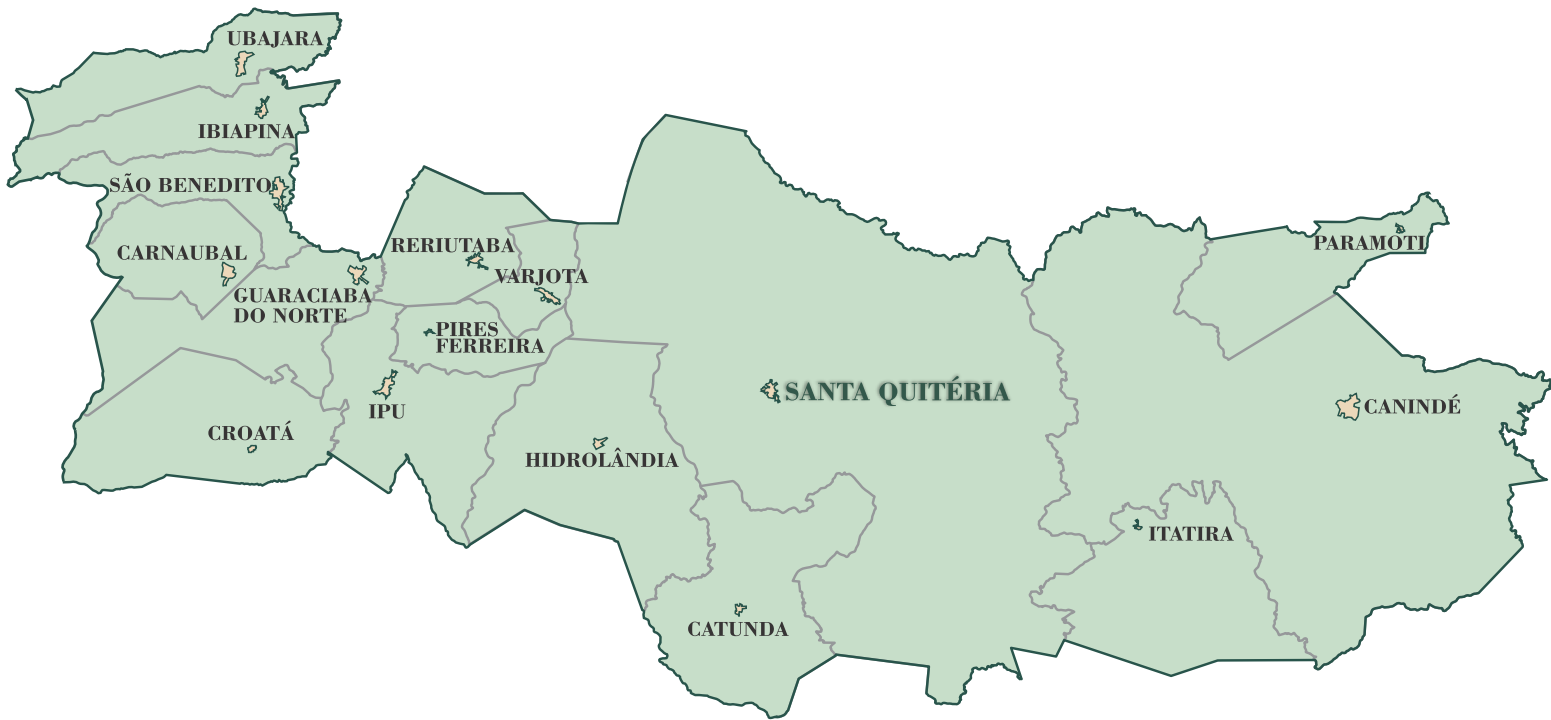 UBAJARA
IBIAPINA
SÃO BENEDITO
CARNAUBAL
GUARACIABA
DO NORTE
RERIUTABA
VARJOTA
PIRES
FERREIRA
IPU
CROATÁ
HIDROLÂNDIA
SANTA QUITÉRIA
CATUNDA
PARAMOTI
CANINDÉ
ITATIRA